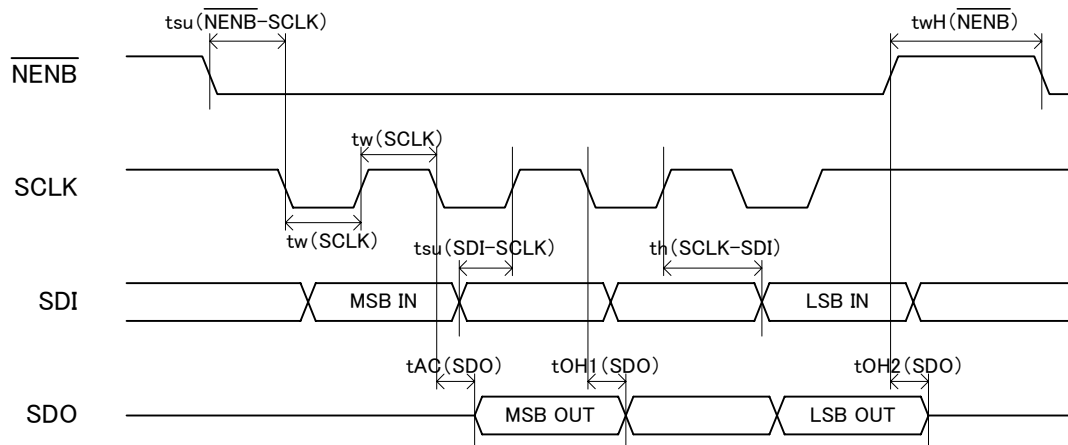 tsu(NENB-SCLK)
twH(NENB)
NENB
tw(SCLK)
SCLK
tw(SCLK)
tsu(SDI-SCLK)
th(SCLK-SDI)
SDI
MSB IN
LSB IN
tAC(SDO)
tOH1(SDO)
tOH2(SDO)
SDO
MSB OUT
LSB OUT